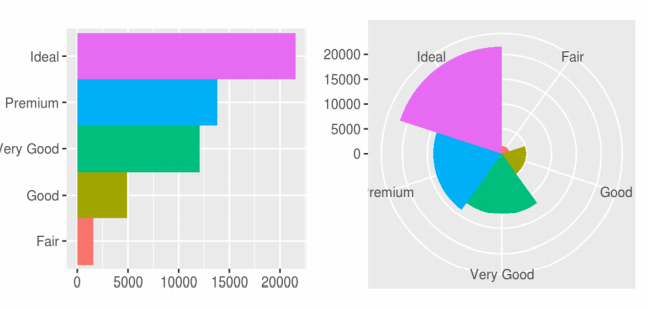 Ideal
Premium
Very Good
Good
Fair
0 5000 10000 15000 20000
20000
15000
10000
5000
0
Ideal
Fair
remium
Good
Very Good